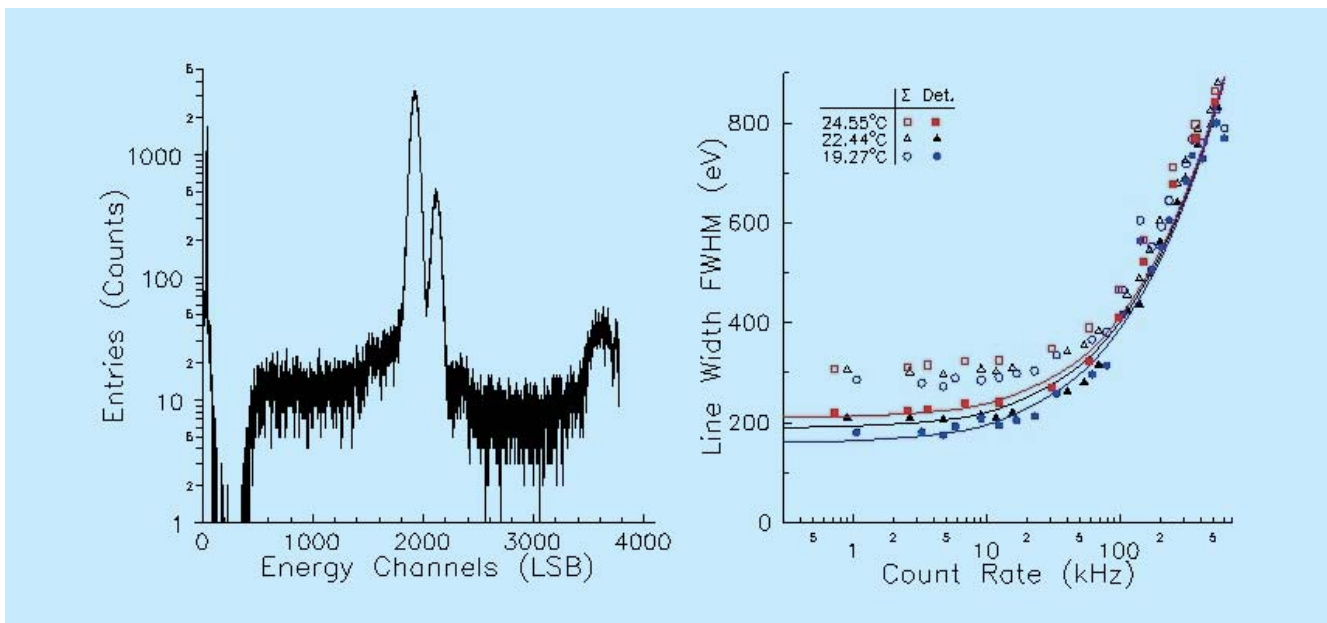 5
2
1000
5
2
100
5
2
10
5
2
1
Entries (Counts)
0 1000 2000 3000 4000
Energy Channels (LSB)
Σ Det.
24.55°C
22.44°C
19.27°C
800
600
400
200
0
Line Width FWHM (eV)
5 1 2 5 10 2 5 100 2 5
Count Rate (kHz)